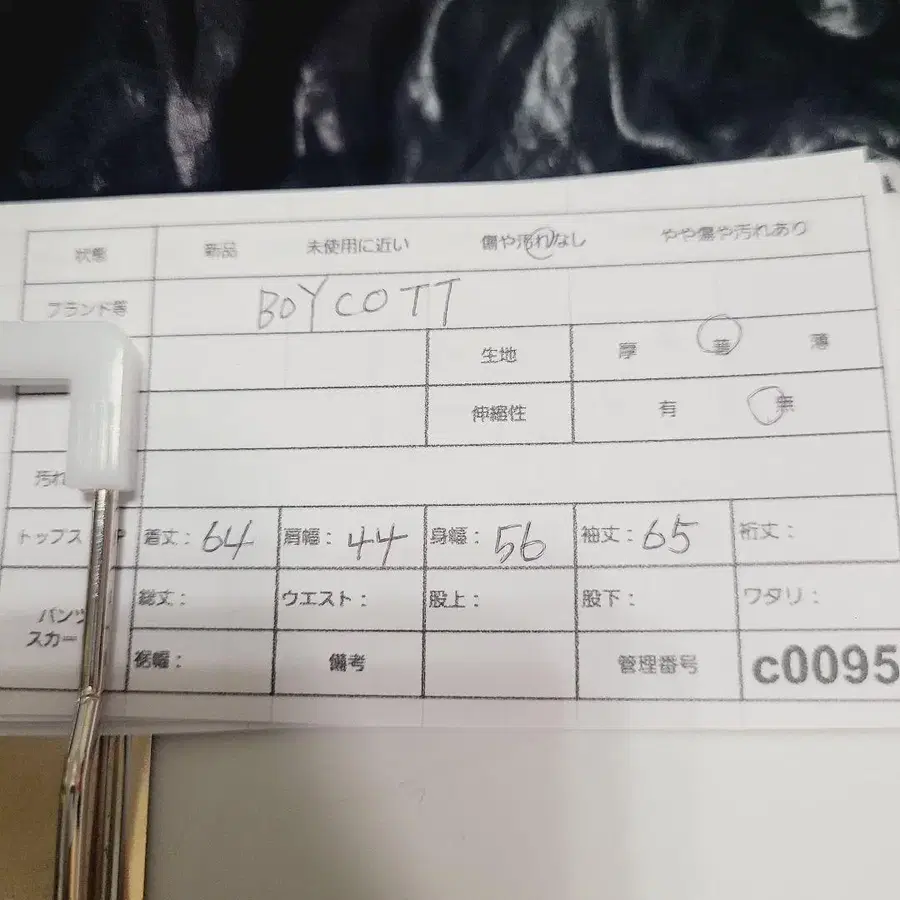 状態 新品 未使用に近い 傷や汚れなし やや傷や汚れあり
ブランド等 BOYCOTT
生地 厚 普 薄
伸縮性 有 無
汚れ
トップス P 着丈: 64 肩幅: 44 身幅: 56 袖丈: 65 裄丈:
パンツ 総丈: ウエスト: 股上: 股下: ワタリ:
スカー
裾幅: 備考 管理番号 c0095